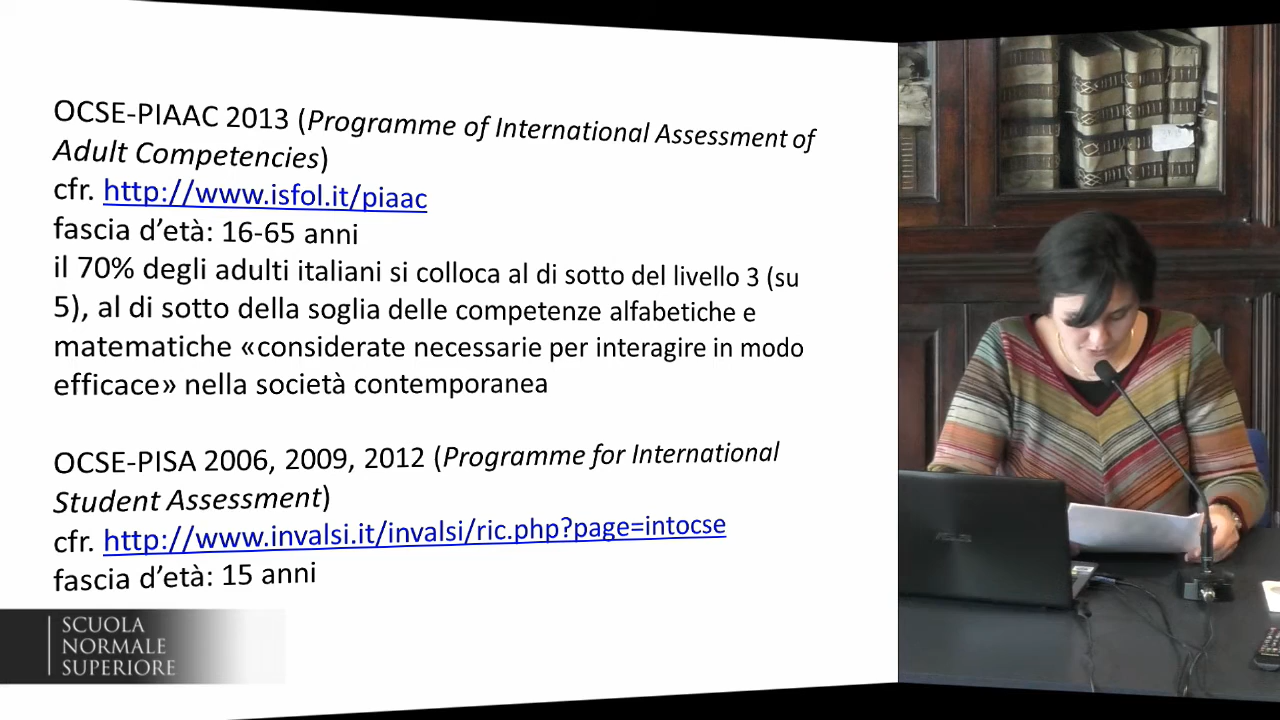 OCSE-PIAAC 2013 (Programme of International Assessment of
Adult Competencies)
cfr. http://www.isfol.it/piaac
fascia d'età: 16-65 anni
il 70% degli adulti italiani si colloca al di sotto del livello 3 (su
5), al di sotto della soglia delle competenze alfabetiche e
matematiche «considerate necessarie per interagire in modo
efficace» nella società contemporanea
OCSE-PISA 2006, 2009, 2012 (Programme for International
Student Assessment)
cfr. http://www.invalsi.it/invalsi/ric.php?page=intocse
fascia d'età: 15 anni
SCUOLA
NORMALE
SUPERIORE